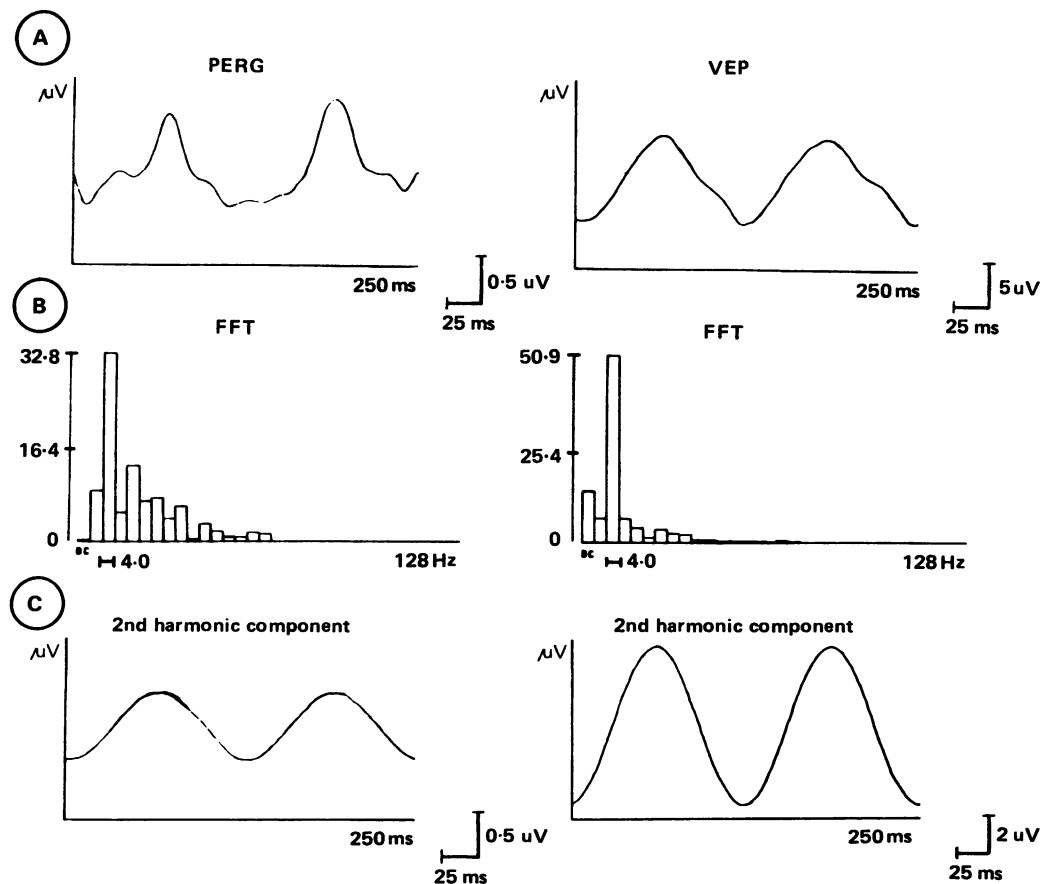 A
PERG
VEP
µV
µV
250 ms
0·5 uV
25 ms
250 ms
5 uV
25 ms
B
FFT
FFT
32·8
16·4
0
DC
4·0
128 Hz
50·9
25·4
0
DC
4·0
128 Hz
C
2nd harmonic component
2nd harmonic component
µV
µV
250 ms
0·5 uV
25 ms
250 ms
2 uV
25 ms